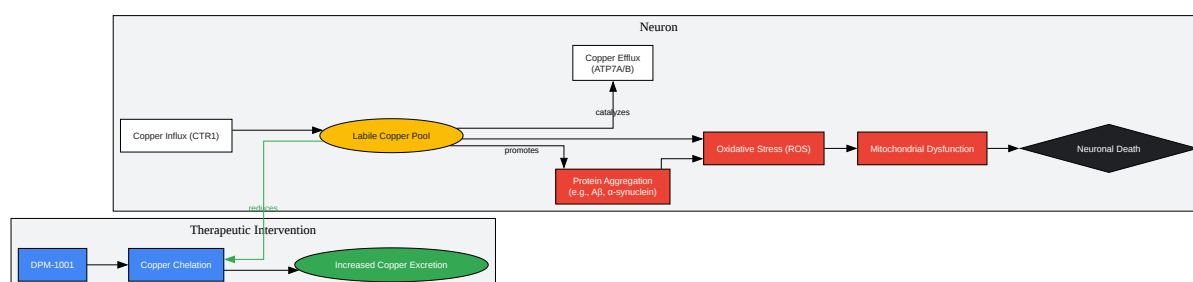 Neuron
Copper Efflux
(ATP7A/B)
catalyzes
Copper Influx (CTR1)
Labile Copper Pool
promotes
Oxidative Stress (ROS)
Mitochondrial Dysfunction
Neuronal Death
Protein Aggregation
(e.g., Aβ, α-synuclein)
reduces
Therapeutic Intervention
DPM-1001
Copper Chelation
Increased Copper Excretion